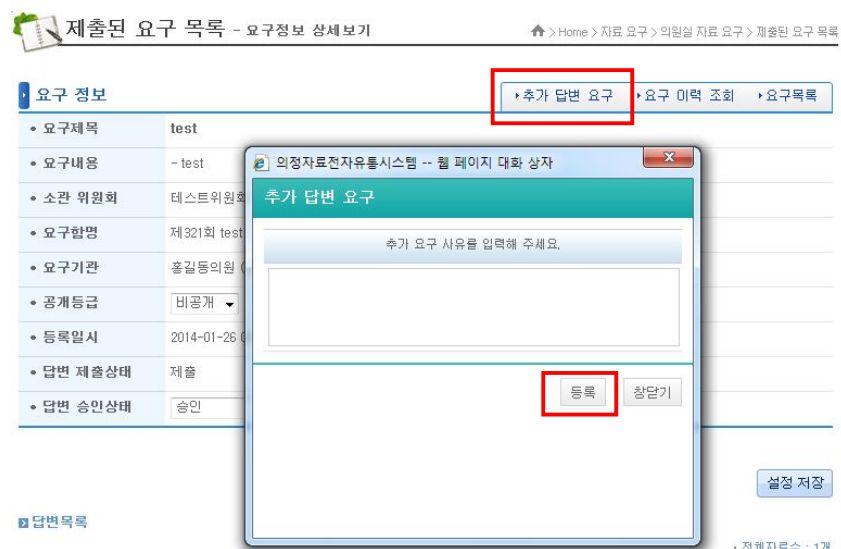 제출된 요구 목록 - 요구정보 상세보기
> Home > 자료 요구 > 의원실 자료 요구 > 제출된 요구 목록
요구 정보
추가 답변 요구
요구 이력 조회
요구목록
요구제목 test
요구내용 - test
소관 위원회 테스트위원회
요구함명 제321회 test
요구기관 홍길동의원 (
공개등급 비공개
등록일시 2014-01-26
답변 제출상태 제출
답변 승인상태 승인
의정자료전자유통시스템 -- 웹 페이지 대화 상자
추가 답변 요구
추가 요구 사유를 입력해 주세요.
등록 창닫기
설정 저장
답변목록
전체자료수 : 1개